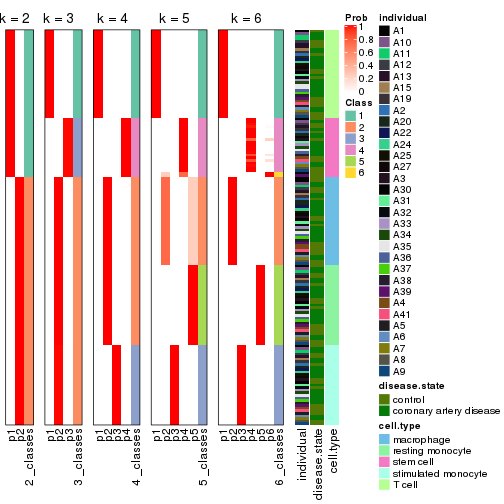 k = 2
k = 3
k = 4
k = 5
k = 6
p1
p2
2_classes
p1
p2
p3
3_classes
p1
p2
p3
p4
4_classes
p1
p2
p3
p4
p5
5_classes
p1
p2
p3
p4
p5
p6
6_classes
individual
disease.state
cell.type
Prob
1
0.8
0.6
0.4
0.2
0
Class
1
2
3
4
5
6
individual
A1
A10
A11
A12
A13
A15
A19
A2
A20
A22
A24
A25
A27
A3
A30
A31
A32
A33
A34
A35
A36
A37
A38
A39
A4
A41
A5
A6
A7
A8
A9
disease.state
control
coronary artery disease
cell.type
macrophage
resting monocyte
stem cell
stimulated monocyte
T cell